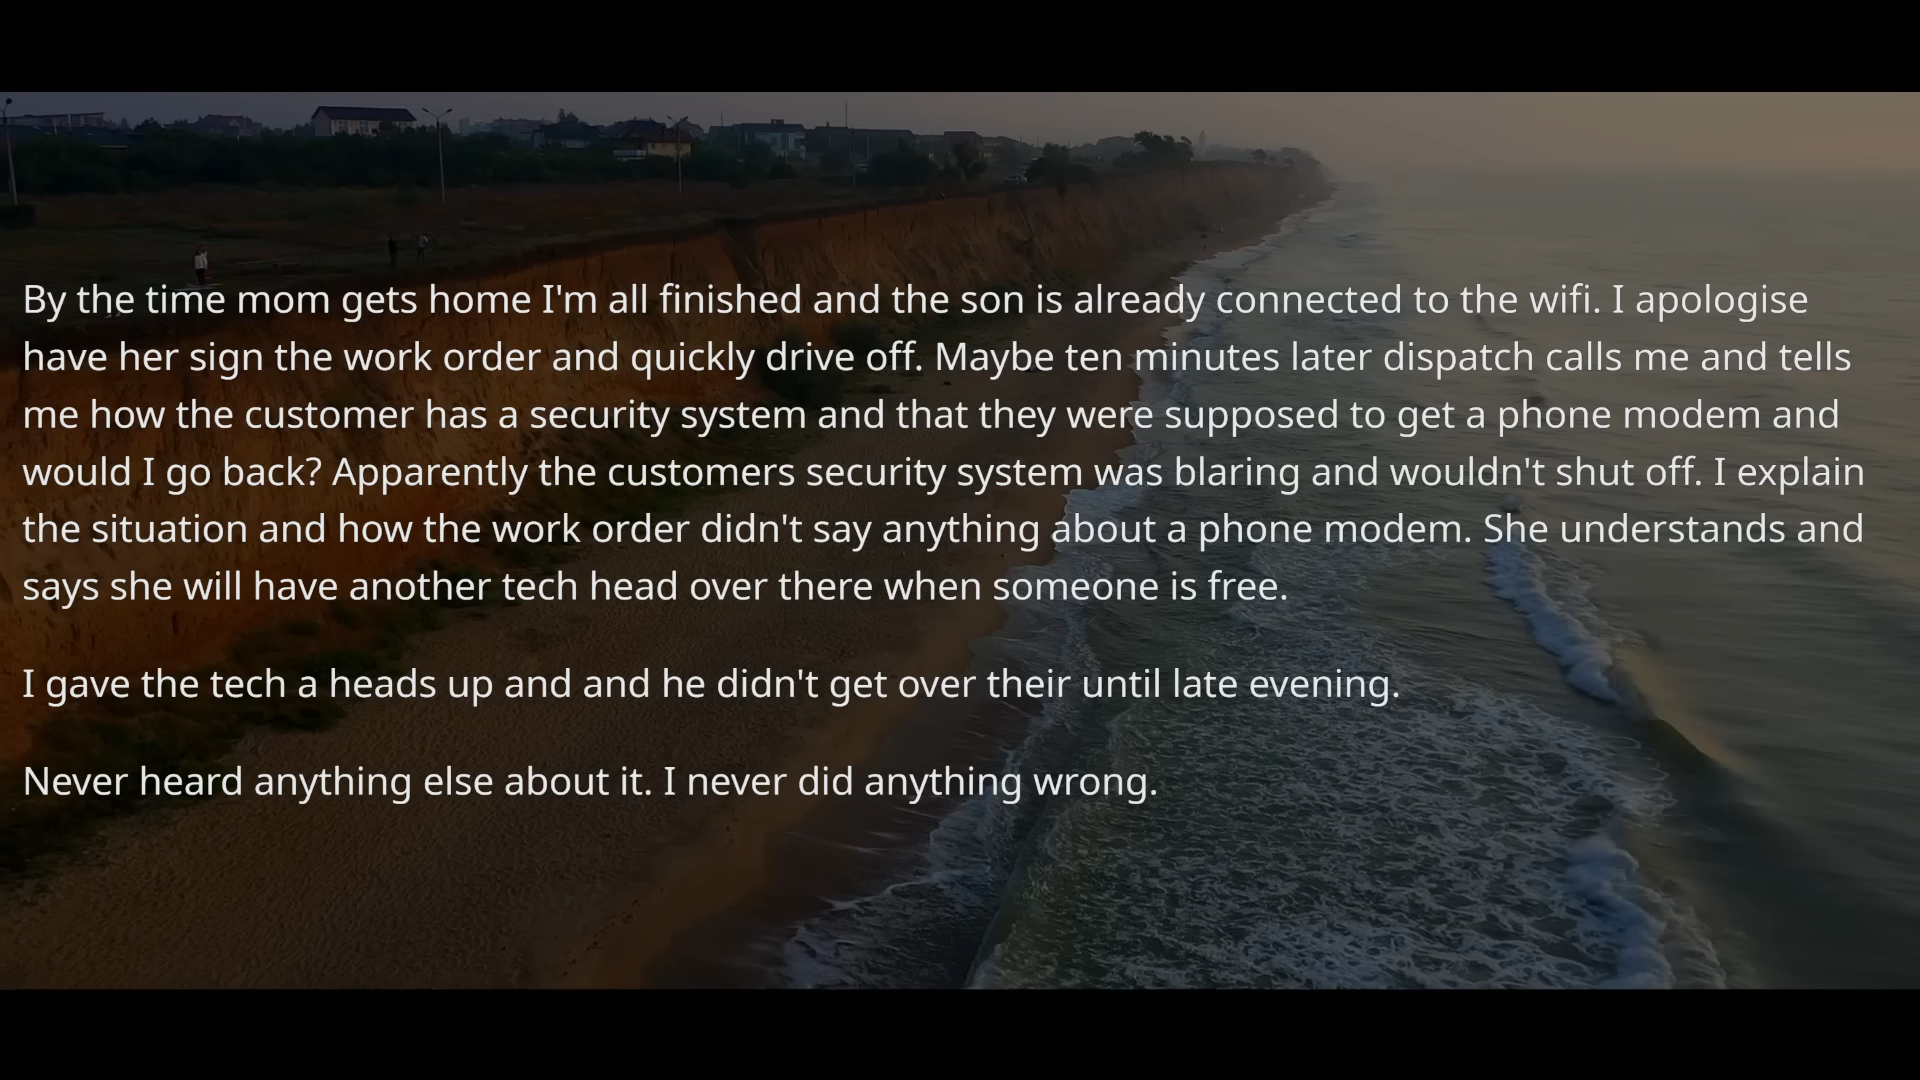 By the time mom gets home I'm all finished and the son is already connected to the wifi. I apologise
have her sign the work order and quickly drive off. Maybe ten minutes later dispatch calls me and tells
me how the customer has a security system and that they were supposed to get a phone modem and
would I go back? Apparently the customers security system was blaring and wouldn't shut off. I explain
the situation and how the work order didn't say anything about a phone modem. She understands and
says she will have another tech head over there when someone is free.
I gave the tech a heads up and and he didn't get over their until late evening.
Never heard anything else about it. I never did anything wrong.